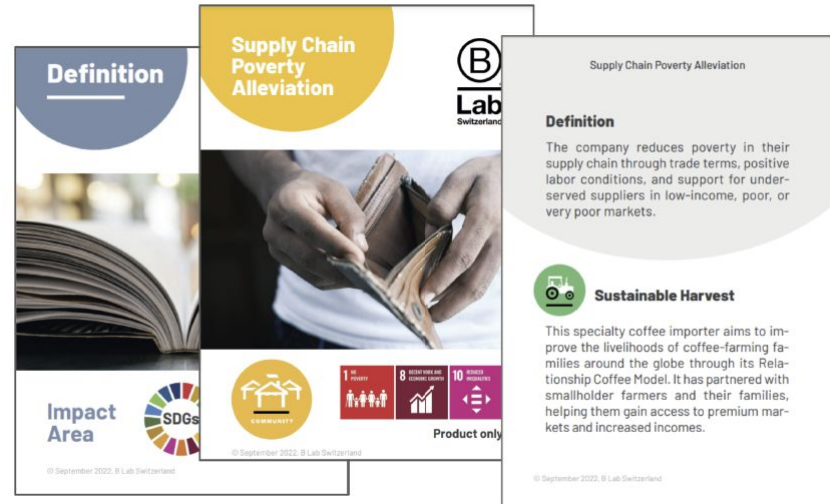 Definition
Impact
Area
SDGs
© September 2022, B Lab Switzerland
Supply Chain
Poverty
Alleviation
B
Lab
Switzerland
COMMUNITY
1 NO POVERTY
8 DECENT WORK AND ECONOMIC GROWTH
10 REDUCED INEQUALITIES
Product only
© September 2022, B Lab Switzerland
Supply Chain Poverty Alleviation
Definition
The company reduces poverty in their
supply chain through trade terms, positive
labor conditions, and support for under-
served suppliers in low-income, poor, or
very poor markets.
Sustainable Harvest
This specialty coffee importer aims to im-
prove the livelihoods of coffee-farming fa-
milies around the globe through its Rela-
tionship Coffee Model. It has partnered with
smallholder farmers and their families,
helping them gain access to premium mar-
kets and increased incomes.
© September 2022, B Lab Switzerland